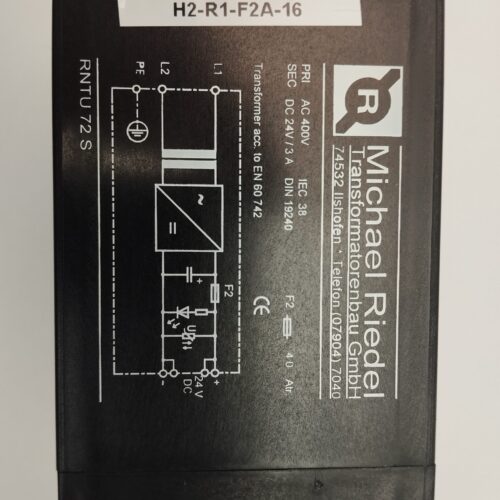 H2-R1-F2A-16
R
Michael Riedel
Transformatorenbau GmbH
74532 Ilshofen · Telefon (07904) 7040
PRI AC 400V IEC 38
SEC DC 24V / 3 A DIN 19240
F2 4.0 Atr.
Transformer acc. to EN 60 742
CE
L1
L2
PE
~
=
+
F2
U
+
24 V
DC
-
RNTU 72 S